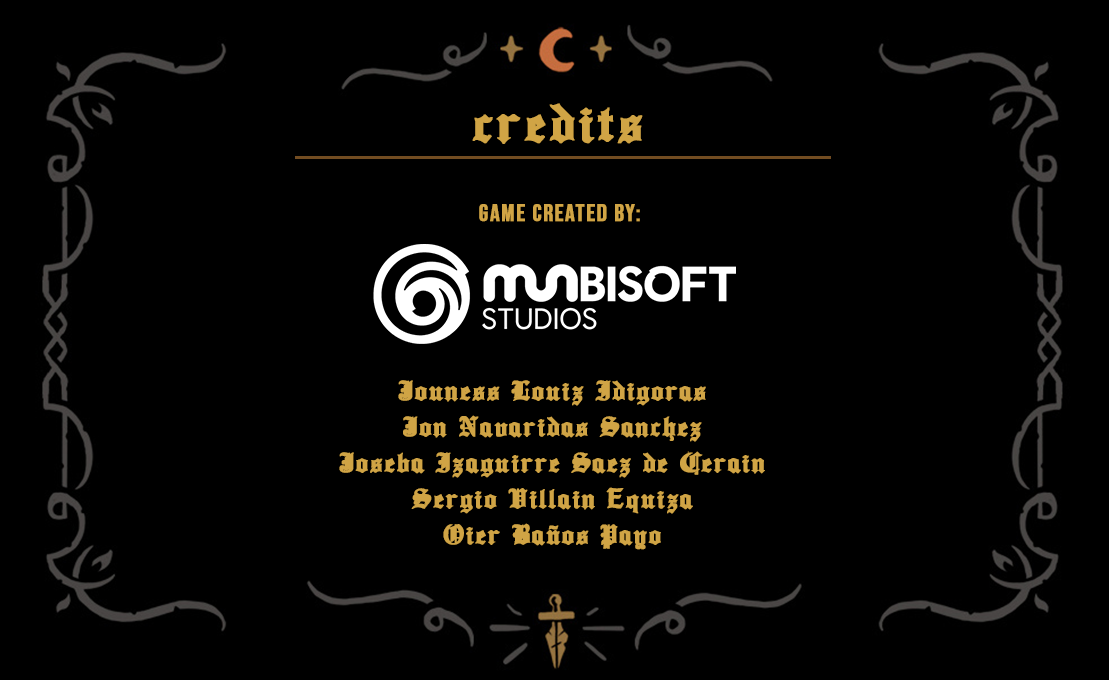 credits
GAME CREATED BY:
MUNBISOFT
STUDIOS
Jouness Louiz Idigoras
Jon Navaridas Sanchez
Joseba Izaguirre Saez de Cerain
Sergio Villain Equiza
Oier Baños Payo